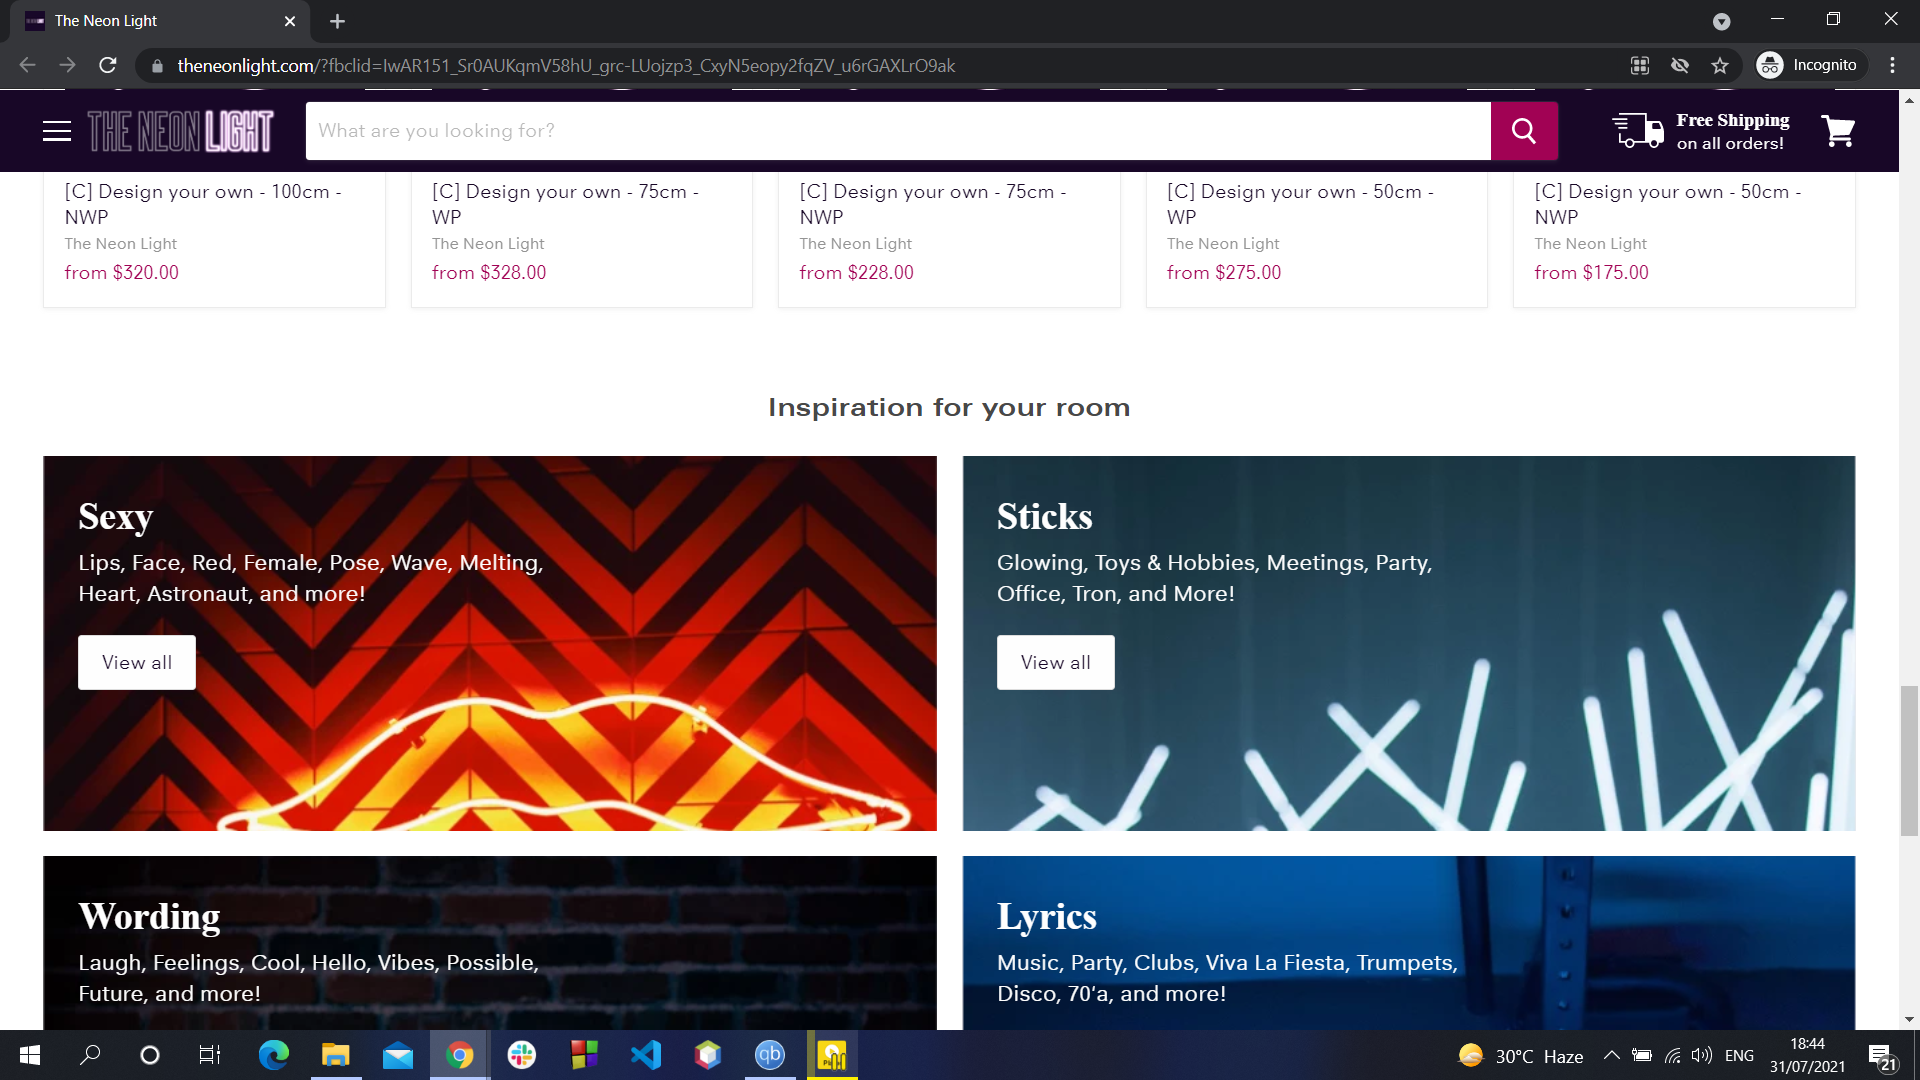 The Neon Light
theneonlight.com/?fbclid=IwAR151_Sr0AUKqmV58hU_grc-LUojzp3_CxyN5eopy2fqZV_u6rGAXLrO9ak
Incognito
THE NEON LIGHT
What are you looking for?
Free Shipping
on all orders!
[C] Design your own - 100cm -
NWP
The Neon Light
from $320.00
[C] Design your own - 75cm -
WP
The Neon Light
from $328.00
[C] Design your own - 75cm -
NWP
The Neon Light
from $228.00
[C] Design your own - 50cm -
WP
The Neon Light
from $275.00
[C] Design your own - 50cm -
NWP
The Neon Light
from $175.00
Inspiration for your room
Sexy
Lips, Face, Red, Female, Pose, Wave, Melting,
Heart, Astronaut, and more!
View all
Sticks
Glowing, Toys & Hobbies, Meetings, Party,
Office, Tron, and More!
View all
Wording
Laugh, Feelings, Cool, Hello, Vibes, Possible,
Future, and more!
Lyrics
Music, Party, Clubs, Viva La Fiesta, Trumpets,
Disco, 70'a, and more!
qb
30°C Haze
ENG
18:44
31/07/2021
21